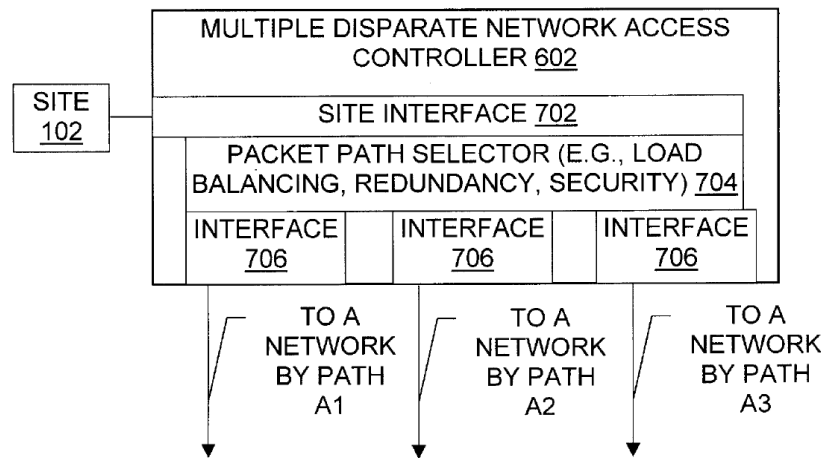 MULTIPLE DISPARATE NETWORK ACCESS
CONTROLLER 602
SITE
102
SITE INTERFACE 702
PACKET PATH SELECTOR (E.G., LOAD
BALANCING, REDUNDANCY, SECURITY) 704
INTERFACE
706
INTERFACE
706
INTERFACE
706
TO A
NETWORK
BY PATH
A1
TO A
NETWORK
BY PATH
A2
TO A
NETWORK
BY PATH
A3